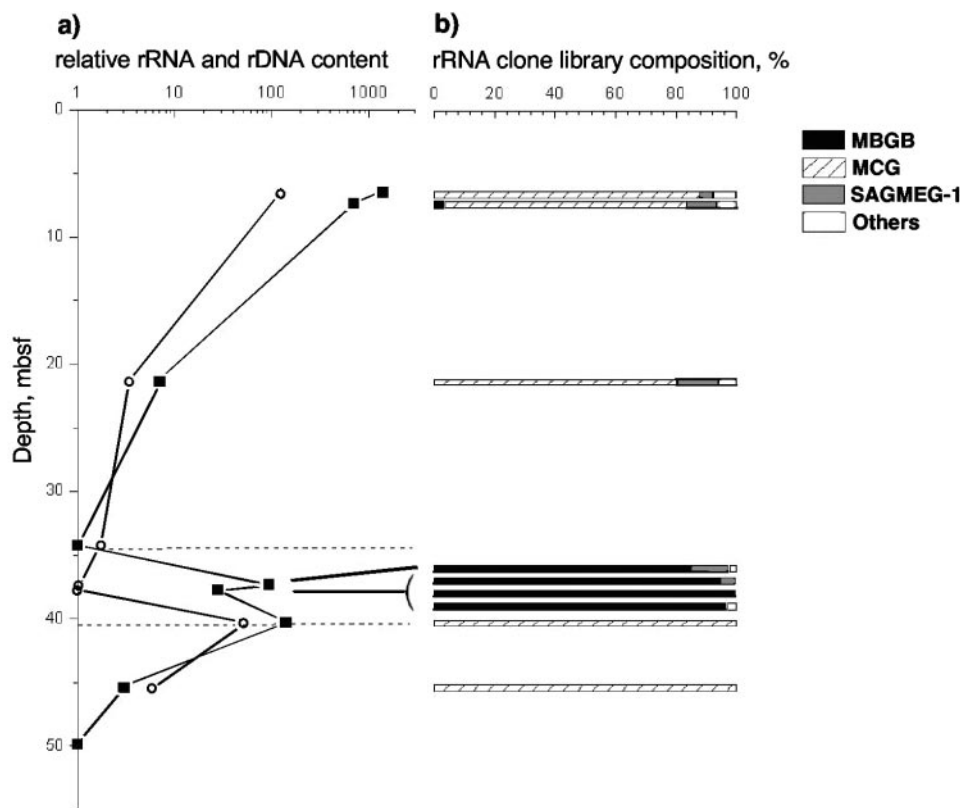 a)
relative rRNA and rDNA content
1 10 100 1000
0
10
20
30
40
50
Depth, mbsf
b)
rRNA clone library composition, %
0 20 40 60 80 100
MBGB
MCG
SAGMEG-1
Others